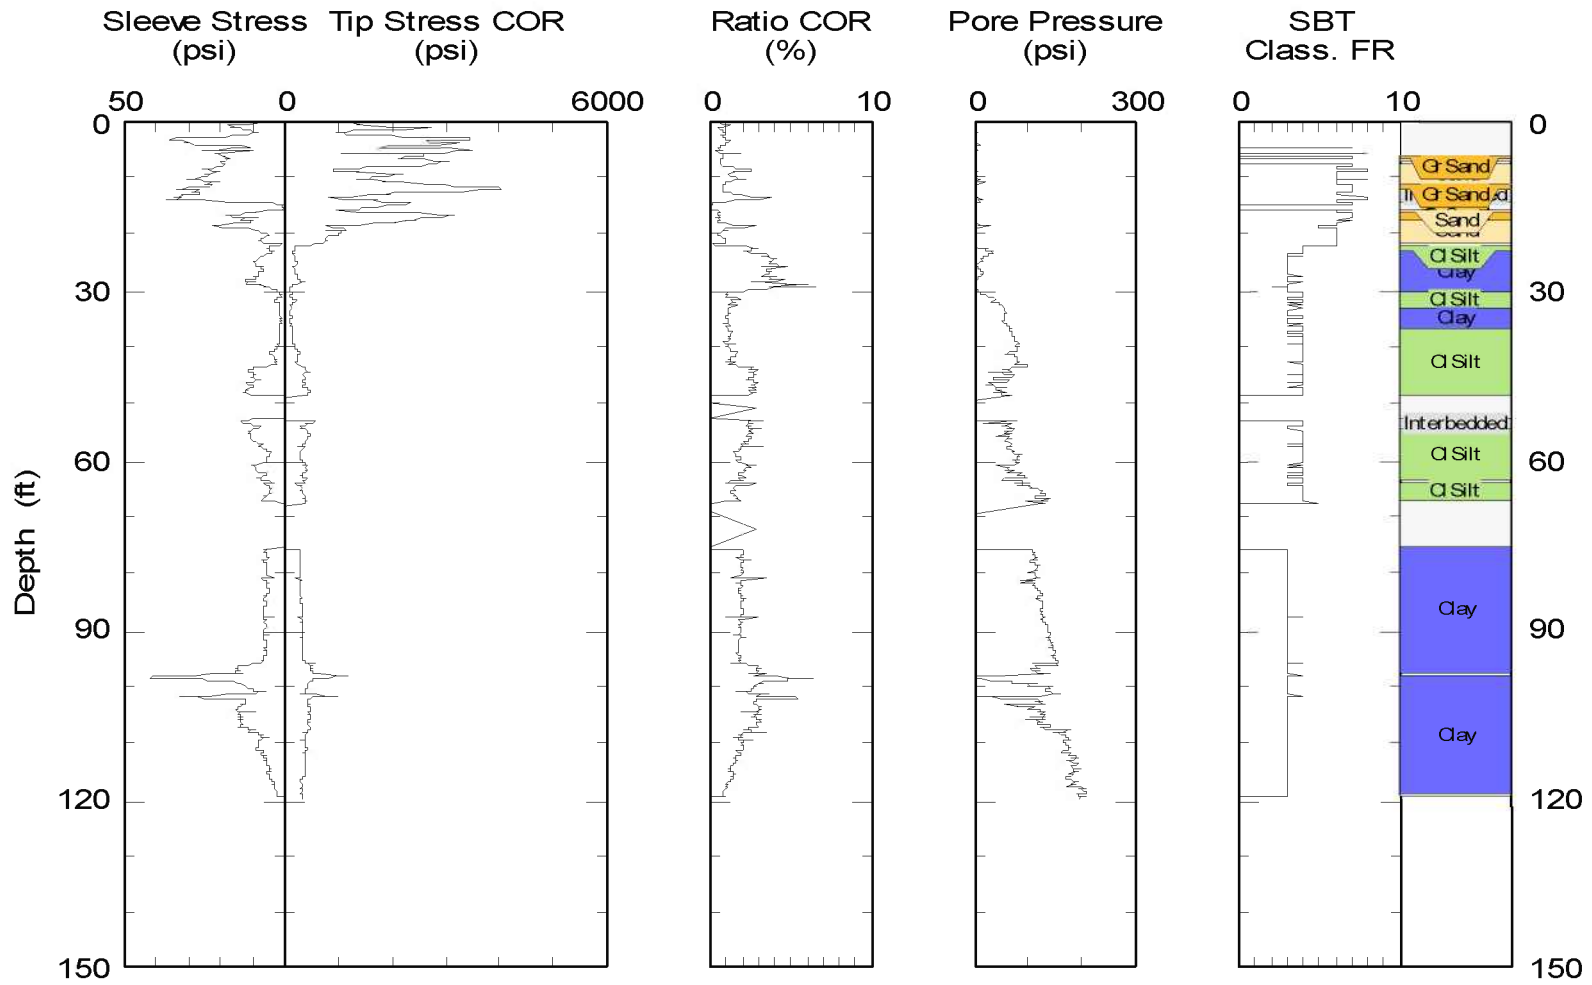 Sleeve Stress Tip Stress COR Ratio COR Pore Pressure SBT
(psi) (psi) (%) (psi) Class. FR
50 0 6000 0 10 0 300 0 10
0 0
Gr Sand
Gr Sand
Sand
Cl Silt
Clay
30 Cl Silt 30
Clay
Cl Silt
Interbedded
Cl Silt
60 60
Cl Silt
Depth (ft)
Clay
90 90
Clay
120 120
150 150